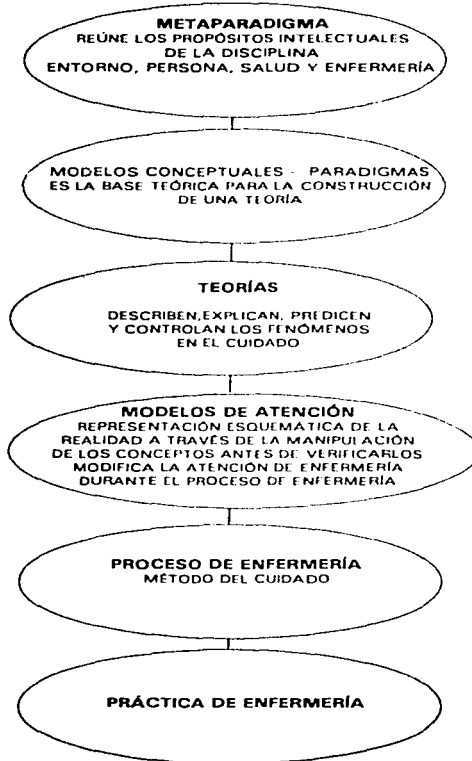 METAPARADIGMA
REÚNE LOS PROPÓSITOS INTELECTUALES
DE LA DISCIPLINA
ENTORNO, PERSONA, SALUD Y ENFERMERÍA
MODELOS CONCEPTUALES - PARADIGMAS
ES LA BASE TEÓRICA PARA LA CONSTRUCCIÓN
DE UNA TEORÍA
TEORÍAS
DESCRIBEN, EXPLICAN, PREDICEN
Y CONTROLAN LOS FENÓMENOS
EN EL CUIDADO
MODELOS DE ATENCIÓN
REPRESENTACIÓN ESQUEMÁTICA DE LA
REALIDAD A TRAVÉS DE LA MANIPULACIÓN
DE LOS CONCEPTOS ANTES DE VERIFICARLOS
MODIFICA LA ATENCIÓN DE ENFERMERÍA
DURANTE EL PROCESO DE ENFERMERÍA
PROCESO DE ENFERMERÍA
MÉTODO DEL CUIDADO
PRÁCTICA DE ENFERMERÍA